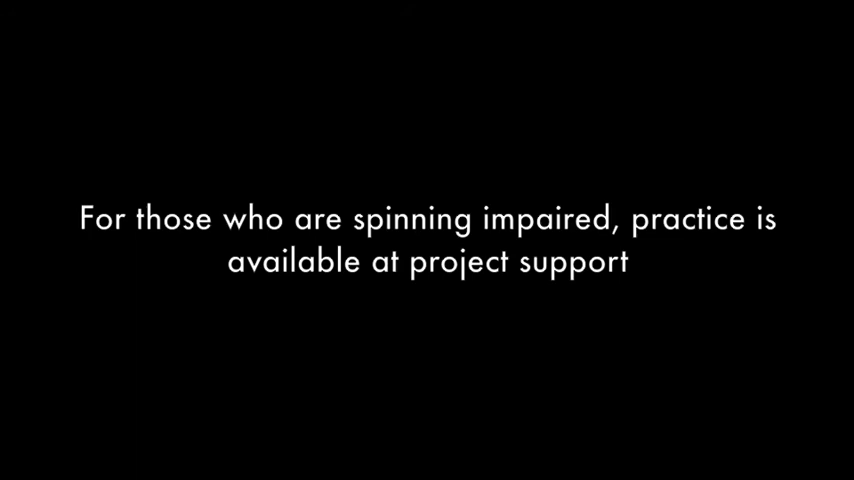 For those who are spinning impaired, practice is
available at project support